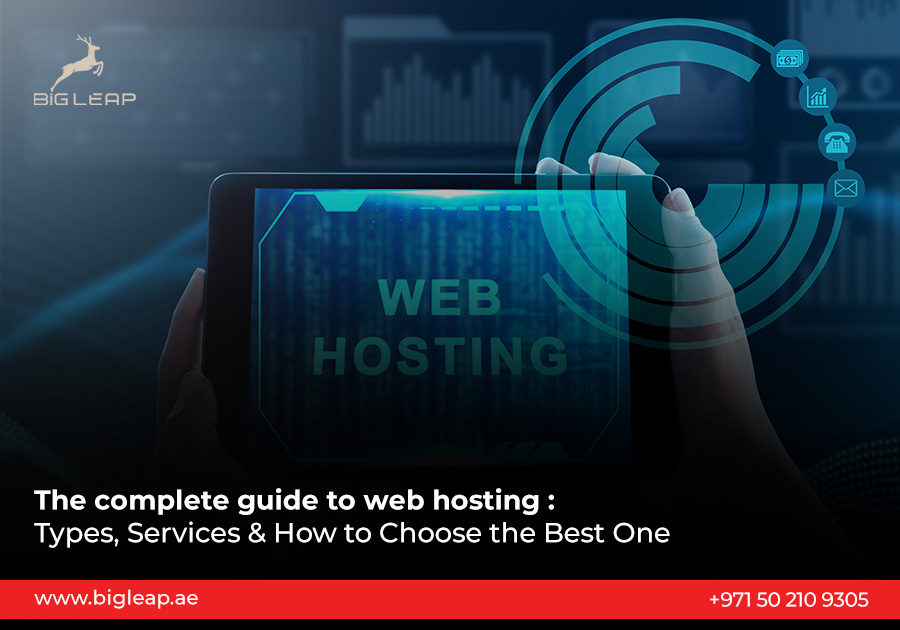 BIG LEAP
WEB
HOSTING
The complete guide to web hosting :
Types, Services & How to Choose the Best One
www.bigleap.ae
+971 50 210 9305